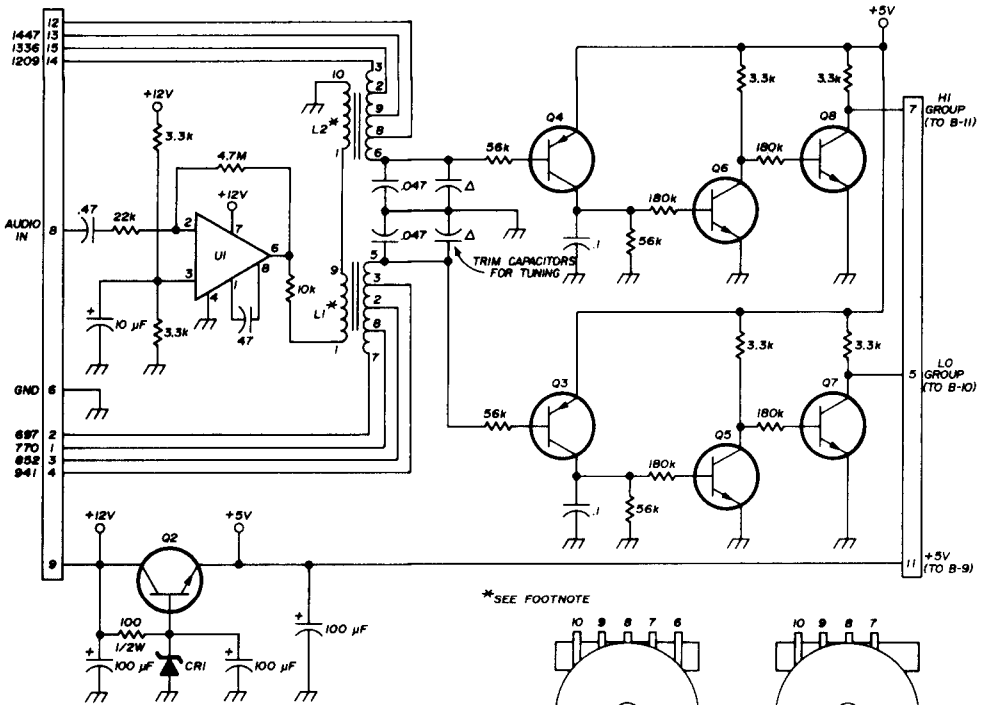 +5V
12
1447 13
1336 15
1209 14
10
3
2
9
8
6
L2*
1
+12V
3.3k
4.7M
+12V
7
.47
22k
AUDIO IN
8
2
U1
6
3
4
1
8
.47
10 µF
3.3k
10k
.047
Δ
.047
Δ
TRIM CAPACITORS
FOR TUNING
9
L1*
1
5
3
2
8
7
56k
Q4
.1
56k
180k
Q6
3.3k
180k
Q8
3.3k
7
HI
GROUP
(TO B-11)
56k
Q3
.1
56k
180k
Q5
3.3k
180k
Q7
3.3k
5
LO
GROUP
(TO B-10)
GND 6
697 2
770 1
852 3
941 4
+12V
Q2
+5V
9
11
+5V
(TO B-9)
100
1/2W
+
100 µF
CR1
+
100 µF
+
100 µF
*SEE FOOTNOTE
10 9 8 7 6
10 9 8 7